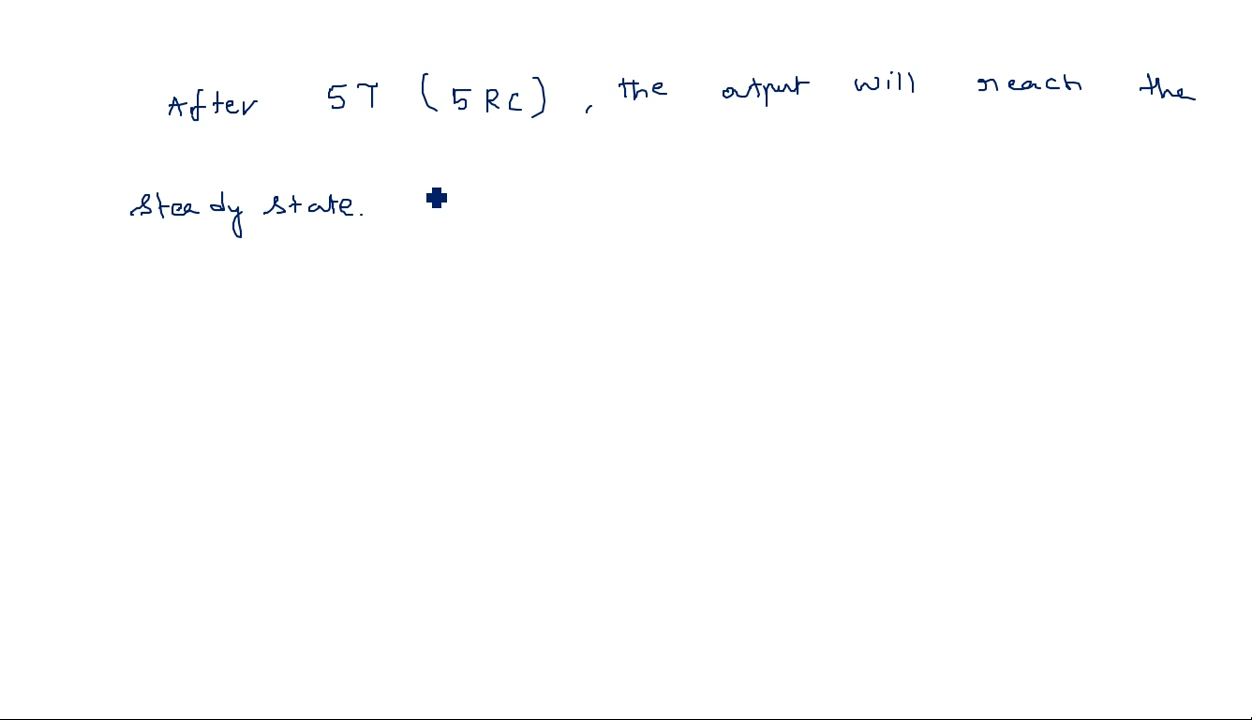 After 5T (5RC), the output will reach the
steady state.